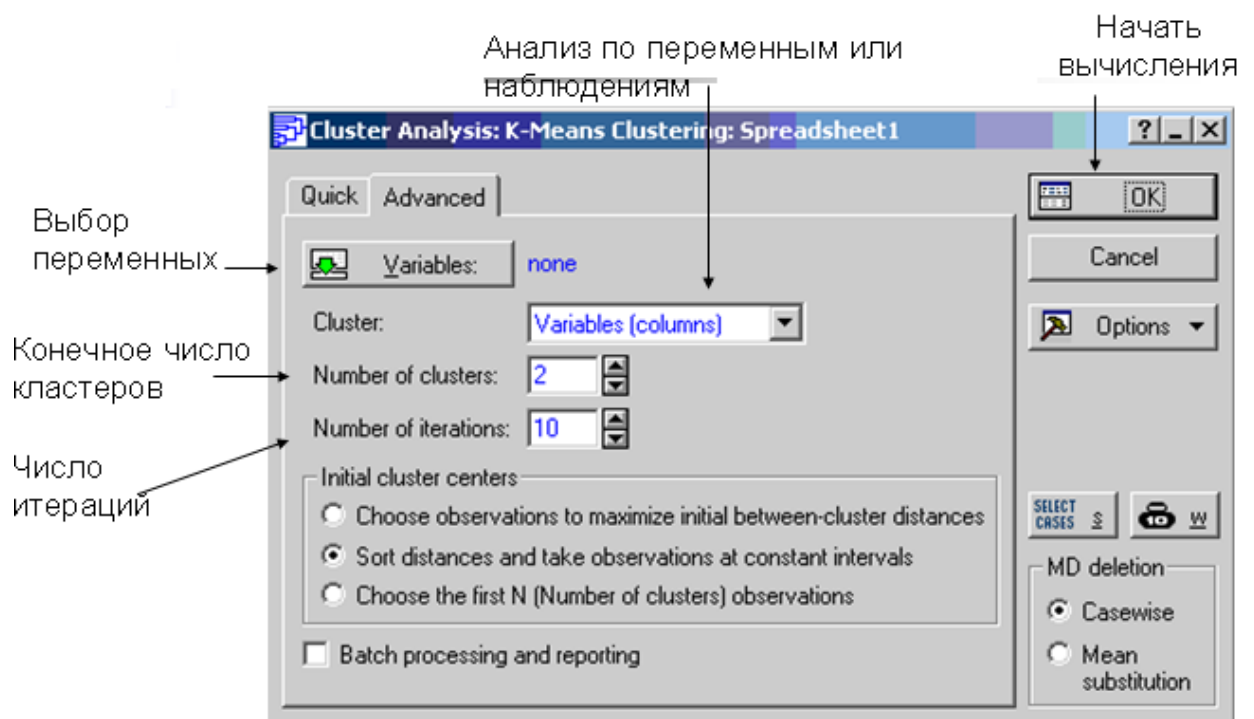 Анализ по переменным или
наблюдениям
Начать
вычисления
Cluster Analysis: K-Means Clustering: Spreadsheet1
Quick
Advanced
OK
Выбор
переменных
Variables:
none
Cancel
Cluster:
Variables (columns)
Options
Конечное число
кластеров
Number of clusters:
2
Number of iterations:
10
Число
итераций
Initial cluster centers
Choose observations to maximize initial between-cluster distances
Sort distances and take observations at constant intervals
Choose the first N (Number of clusters) observations
Batch processing and reporting
SELECT
CASES
S
W
MD deletion
Casewise
Mean
substitution